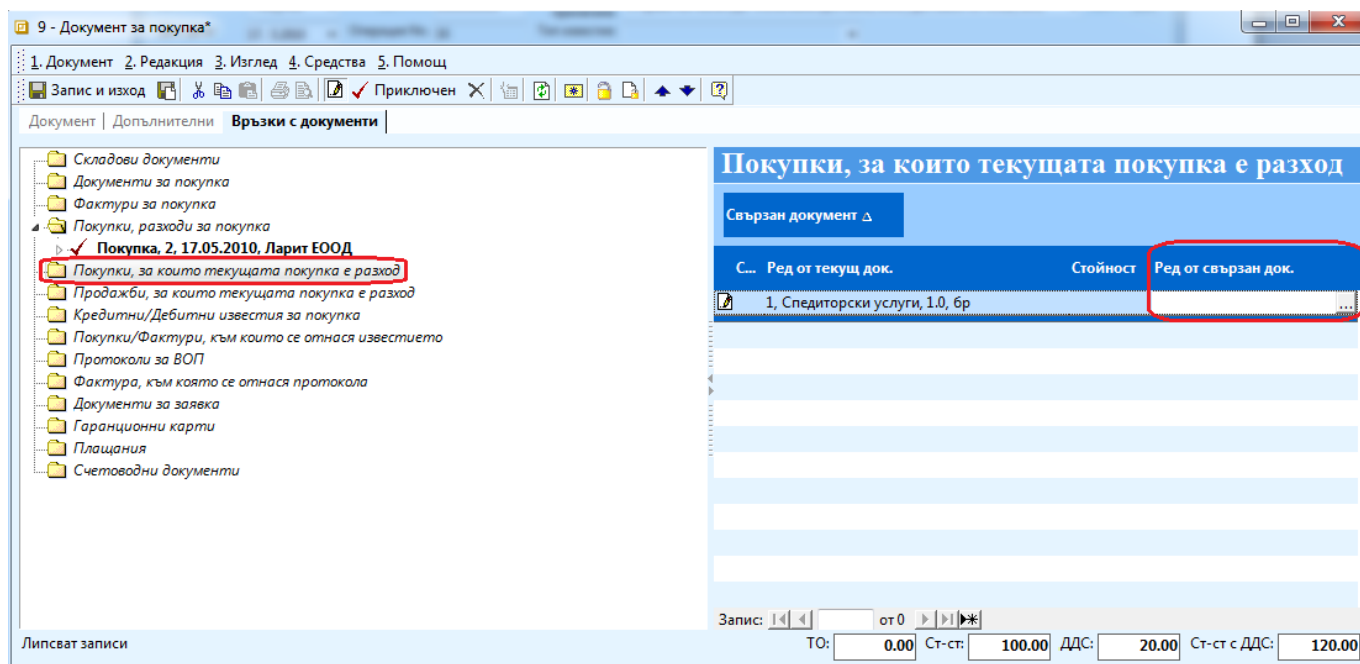 9 - Документ за покупка*
1. Документ 2. Редакция 3. Изглед 4. Средства 5. Помощ
Запис и изход Приключен
Документ Допълнителни Връзки с документи
Складови документи
Документи за покупка
Фактури за покупка
Покупки, разходи за покупка
Покупка, 2, 17.05.2010, Ларит ЕООД
Покупки, за които текущата покупка е разход
Продажби, за които текущата покупка е разход
Кредитни/Дебитни известия за покупка
Покупки/Фактури, към които се отнася известието
Протоколи за ВОП
Фактура, към която се отнася протокола
Документи за заявка
Гаранционни карти
Плащания
Счетоводни документи
Покупки, за които текущата покупка е разход
Свързан документ
С... Ред от текущ док. Стойност Ред от свързан док.
1, Спедиторски услуги, 1.0, бр ...
Запис: от 0
Липсват записи ТО: 0.00 Ст-ст: 100.00 ДДС: 20.00 Ст-ст с ДДС: 120.00